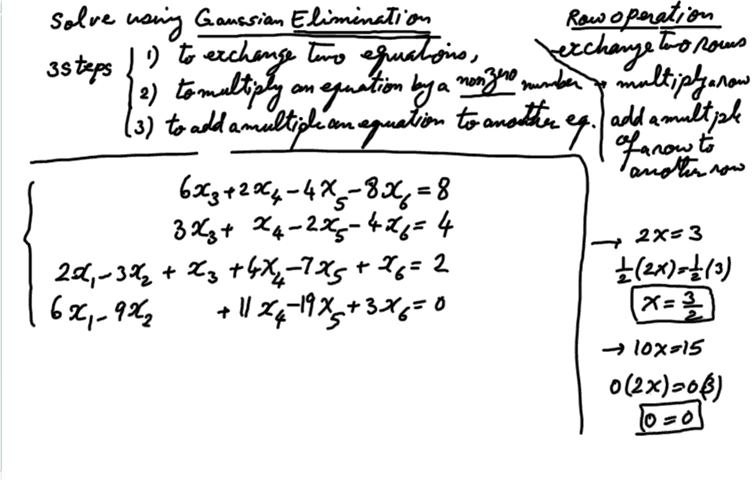 Solve using Gaussian Elimination
3 steps
1) to exchange two equations,
2) to multiply an equation by a nonzero number
(3) to add a multiple an equation to another eq.
Row operation
exchange two rows
→ multiply a row
add a multiple
of a row to
another row
6x₃+2x₄-4x₅-8x₆=8
3x₃+ x₄-2x₅-4x₆=4
2x₁-3x₂+x₃+4x₄-7x₅+x₆=2
6x₁-9x₂ +11x₄-19x₅+3x₆=0
→ 2x=3
½(2x)=½(3)
x=3/2
→ 10x=15
0(2x)=0(3)
0=0